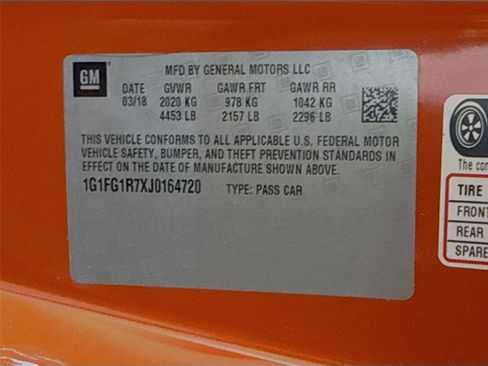 GM
MFD BY GENERAL MOTORS LLC
DATE GVWR GAWR FRT GAWR RR
03/18 2020 KG 978 KG 1042 KG
4453 LB 2157 LB 2296 LB
THIS VEHICLE CONFORMS TO ALL APPLICABLE U.S. FEDERAL MOTOR
VEHICLE SAFETY, BUMPER, AND THEFT PREVENTION STANDARDS IN
EFFECT ON THE DATE OF MANUFACTURE SHOWN ABOVE.
1G1FG1R7XJ0164720 TYPE: PASS CAR
The con
TIRE
FRONT
REAR
SPARE